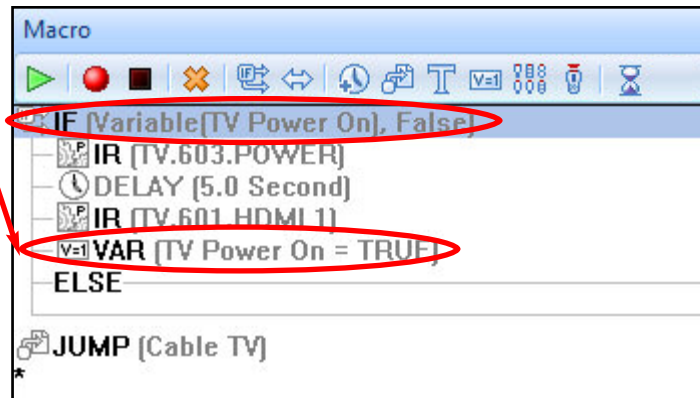 Macro
IF (Variable(TV Power On), False)
IR (TV.603.POWER)
DELAY (5.0 Second)
IR (TV.601.HDMI 1)
V=1 VAR (TV Power On = TRUE)
ELSE
JUMP (Cable TV)
*